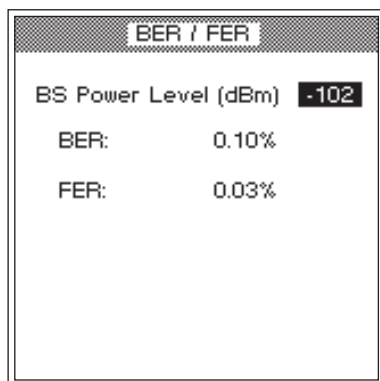 BER / FER
BS Power Level (dBm) -102
BER: 0.10%
FER: 0.03%